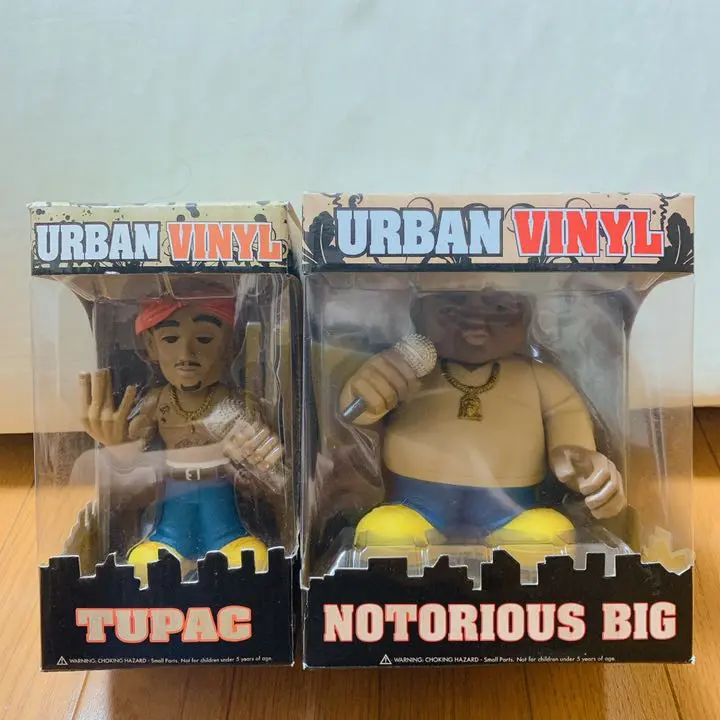 URBAN VINYL
TUPAC
⚠ WARNING: CHOKING HAZARD - Small Parts. Not for children under 5 years of age.
URBAN VINYL
NOTORIOUS BIG
⚠ WARNING: CHOKING HAZARD - Small Parts. Not for children under 5 years of age.